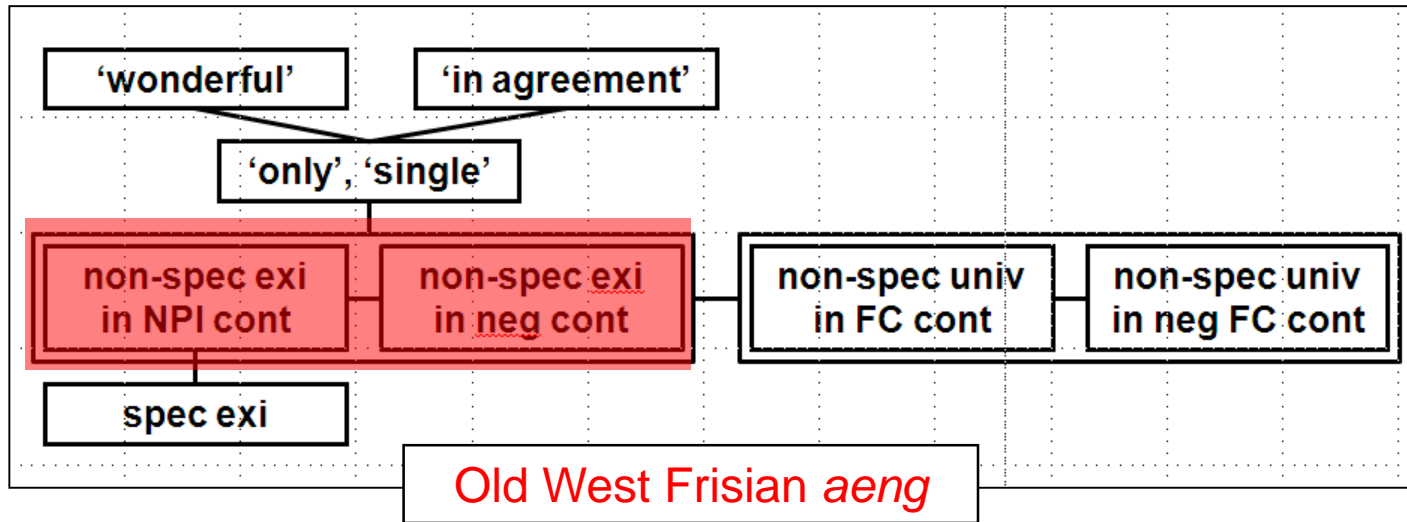 ‘wonderful’
‘in agreement’
‘only’, ‘single’
non-spec exi
in NPI cont
non-spec exi
in neg cont
non-spec univ
in FC cont
non-spec univ
in neg FC cont
spec exi
Old West Frisian aeng